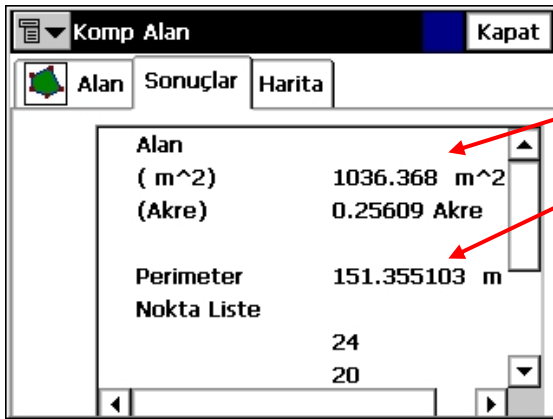 Komp Alan Kapat
Alan Sonuçlar Harita
Alan
( m^2) 1036.368 m^2
(Akre) 0.25609 Akre
Perimeter 151.355103 m
Nokta Liste
24
20